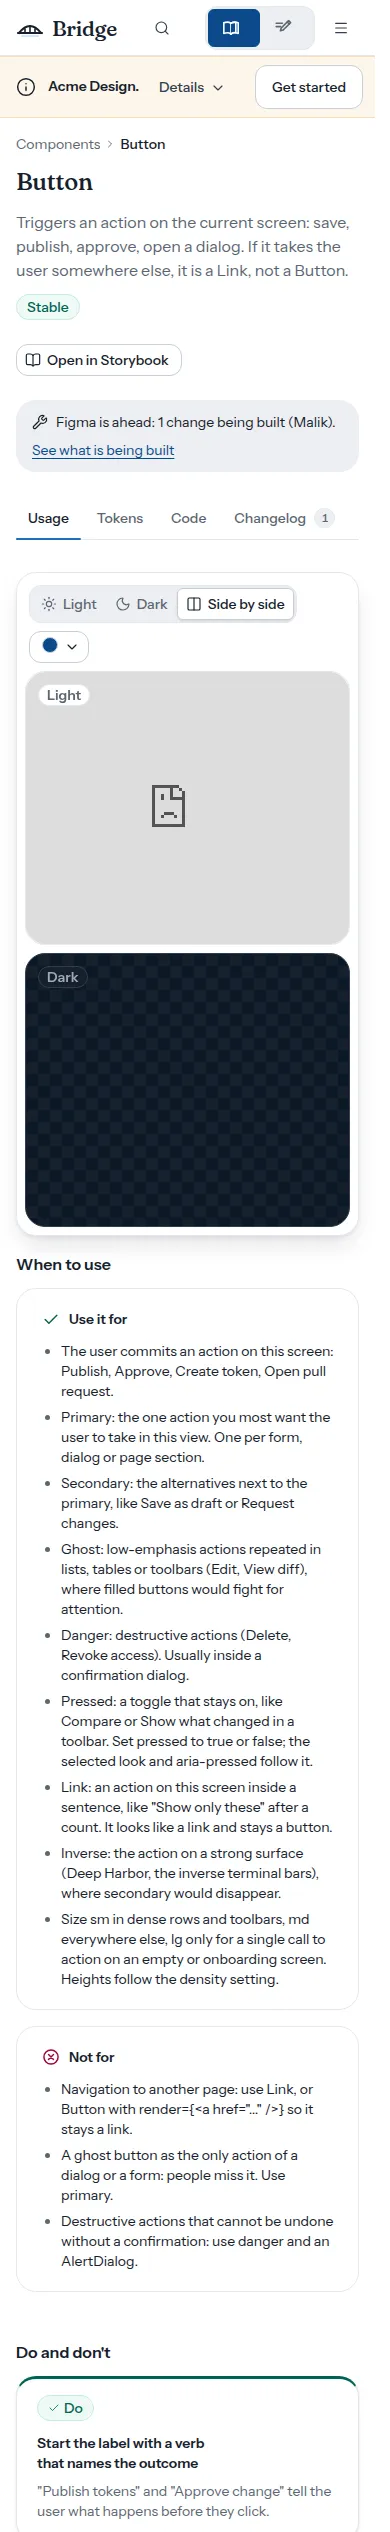 Bridge
Acme Design.
Details
Get started
Components
Button
Button
Triggers an action on the current screen: save,
publish, approve, open a dialog. If it takes the
user somewhere else, it is a Link, not a Button.
Stable
Open in Storybook
Figma is ahead: 1 change being built (Malik).
See what is being built
Usage
Tokens
Code
Changelog
1
Light
Dark
Side by side
Light
Dark
When to use
Use it for
The user commits an action on this screen:
Publish, Approve, Create token, Open pull
request.
Primary: the one action you most want the
user to take in this view. One per form,
dialog or page section.
Secondary: the alternatives next to the
primary, like Save as draft or Request
changes.
Ghost: low-emphasis actions repeated in
lists, tables or toolbars (Edit, View diff),
where filled buttons would fight for
attention.
Danger: destructive actions (Delete,
Revoke access). Usually inside a
confirmation dialog.
Pressed: a toggle that stays on, like
Compare or Show what changed in a
toolbar. Set pressed to true or false; the
selected look and aria-pressed follow it.
Link: an action on this screen inside a
sentence, like "Show only these" after a
count. It looks like a link and stays a button.
Inverse: the action on a strong surface
(Deep Harbor, the inverse terminal bars),
where secondary would disappear.
Size sm in dense rows and toolbars, md
everywhere else, lg only for a single call to
action on an empty or onboarding screen.
Heights follow the density setting.
Not for
Navigation to another page: use Link, or
Button with render={<a href="..." />} so it
stays a link.
A ghost button as the only action of a
dialog or a form: people miss it. Use
primary.
Destructive actions that cannot be undone
without a confirmation: use danger and an
AlertDialog.
Do and don't
Do
Start the label with a verb
that names the outcome
"Publish tokens" and "Approve change" tell the
user what happens before they click.